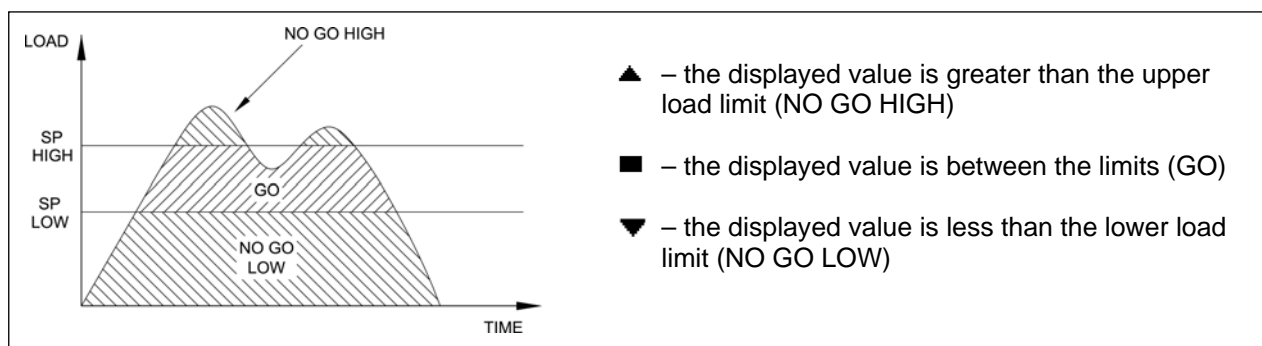 NO GO HIGH
LOAD
SP
HIGH
GO
SP
LOW
NO GO
LOW
TIME
– the displayed value is greater than the upper
load limit (NO GO HIGH)
– the displayed value is between the limits (GO)
– the displayed value is less than the lower load
limit (NO GO LOW)